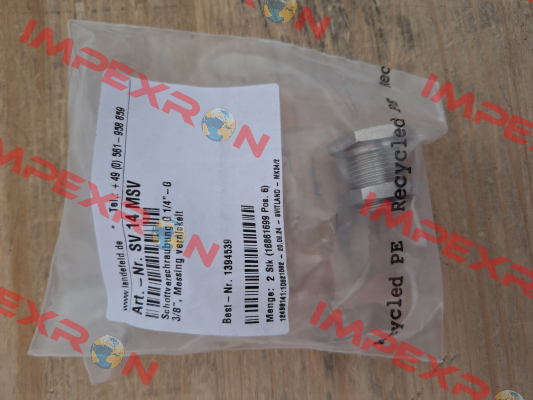 www.landefeld.de * Tel.: +49 (0) 561-958 859
Art.-Nr. SV 14 MSV
Schottverschraubung G 1/4"-G
3/8", Messing vernickelt
Best-Nr. 1394539
Menge: 2 Stk (16861699 Pos. 6)
Recycled PE
Recycled PE
Rec
IMPEXRON
IMPEXRON
IMPEXRON
IMPEXRON
IMPEXRON